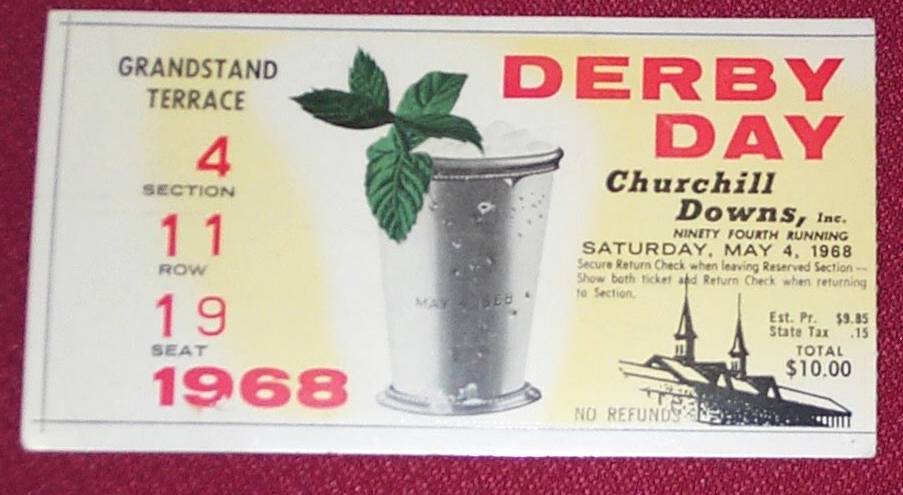 GRANDSTAND
TERRACE
4
SECTION
11
ROW
19
SEAT
1968
MAY 4 1968
DERBY
DAY
Churchill
Downs, Inc.
NINETY FOURTH RUNNING
SATURDAY, MAY 4, 1968
Secure Return Check when leaving Reserved Section —
Show both ticket and Return Check when returning
to Section.
Est. Pr. $9.85
State Tax .15
TOTAL
$10.00
NO REFUNDS